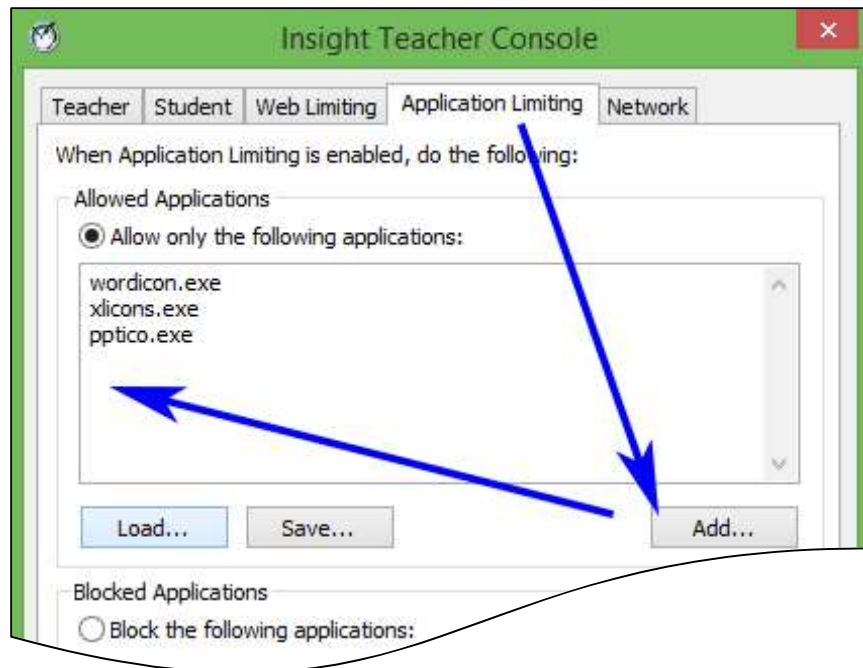 Insight Teacher Console
Teacher Student Web Limiting Application Limiting Network
When Application Limiting is enabled, do the following:
Allowed Applications
Allow only the following applications:
wordicon.exe
xlicons.exe
pptico.exe
Load... Save... Add...
Blocked Applications
Block the following applications: